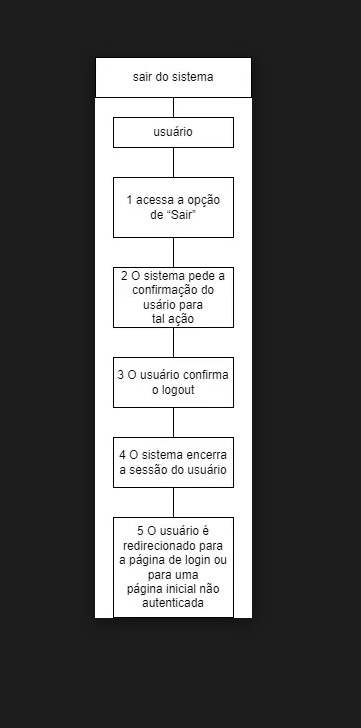 sair do sistema
usuário
1 acessa a opção
de “Sair”
2 O sistema pede a
confirmação do
usário para
tal ação
3 O usuário confirma
o logout
4 O sistema encerra
a sessão do usuário
5 O usuário é
redirecionado para
a página de login ou
para uma
página inicial não
autenticada